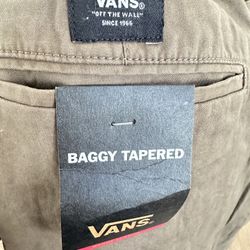 VANS
"OFF THE WALL"
SINCE 1966
BAGGY TAPERED
VANS